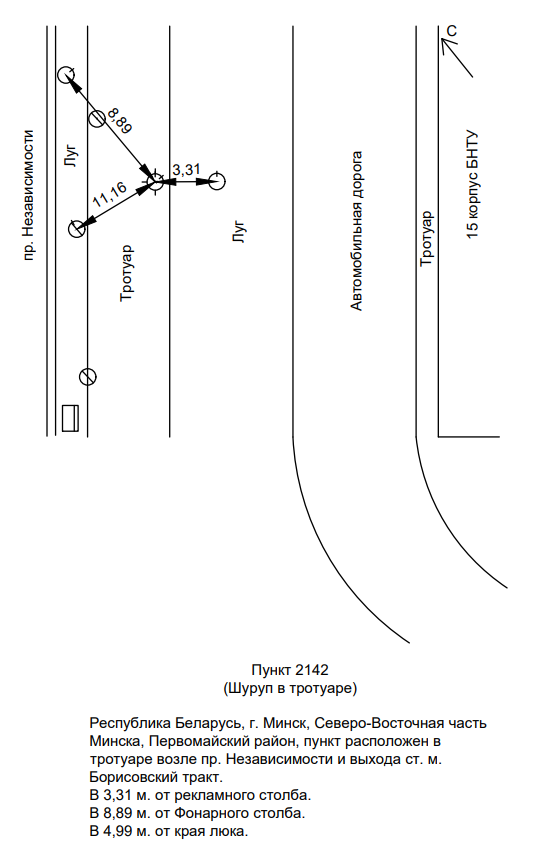 С
8,89
пр. Независимости
Луг
3,31
11,16
Тротуар
Луг
Автомобильная дорога
Тротуар
15 корпус БНТУ
Пункт 2142
(Шуруп в тротуаре)
Республика Беларусь, г. Минск, Северо-Восточная часть
Минска, Первомайский район, пункт расположен в
тротуаре возле пр. Независимости и выхода ст. м.
Борисовский тракт.
В 3,31 м. от рекламного столба.
В 8,89 м. от Фонарного столба.
В 4,99 м. от края люка.